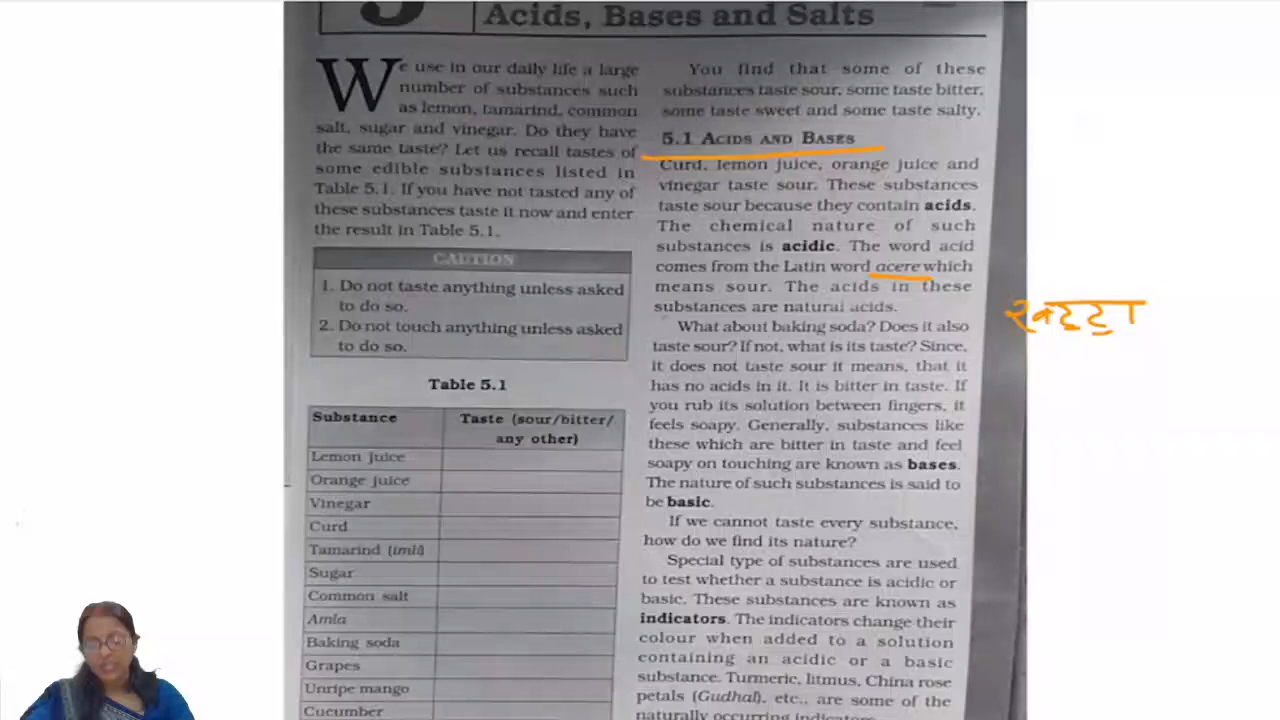 Acids, Bases and Salts
We use in our daily life a large
number of substances such
as lemon, tamarind, common
salt, sugar and vinegar. Do they have
the same taste? Let us recall tastes of
some edible substances listed in
Table 5.1. If you have not tasted any of
these substances taste it now and enter
the result in Table 5.1.
CAUTION
1. Do not taste anything unless asked
to do so.
2. Do not touch anything unless asked
to do so.
Table 5.1
Substance Taste (sour/bitter/
any other)
Lemon juice
Orange juice
Vinegar
Curd
Tamarind (imli)
Sugar
Common salt
Amla
Baking soda
Grapes
Unripe mango
Cucumber
You find that some of these
substances taste sour, some taste bitter,
some taste sweet and some taste salty.
5.1 ACIDS AND BASES
Curd, lemon juice, orange juice and
vinegar taste sour. These substances
taste sour because they contain acids.
The chemical nature of such
substances is acidic. The word acid
comes from the Latin word acere which
means sour. The acids in these
substances are natural acids.
What about baking soda? Does it also
taste sour? If not, what is its taste? Since,
it does not taste sour it means, that it
has no acids in it. It is bitter in taste. If
you rub its solution between fingers, it
feels soapy. Generally, substances like
these which are bitter in taste and feel
soapy on touching are known as bases.
The nature of such substances is said to
be basic.
If we cannot taste every substance,
how do we find its nature?
Special type of substances are used
to test whether a substance is acidic or
basic. These substances are known as
indicators. The indicators change their
colour when added to a solution
containing an acidic or a basic
substance. Turmeric, litmus, China rose
petals (Gudhal), etc., are some of the
naturally occurring indicators.
खट्टा